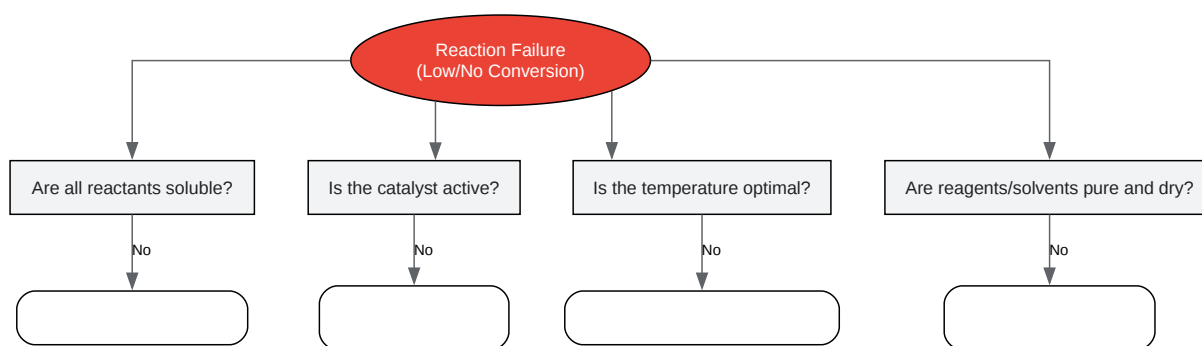 Reaction Failure
(Low/No Conversion)
Are all reactants soluble?
Is the catalyst active?
Is the temperature optimal?
Are reagents/solvents pure and dry?
No
No
No
No